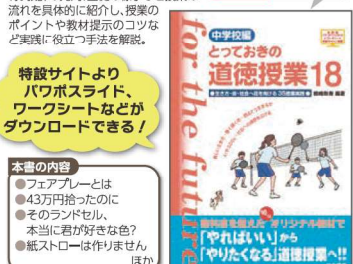 流れを具体的に紹介し、授業の
ポイントや教材提示のコツな
ど実践に役立つ手法を解説。
特設サイトより
パワポスライド、
ワークシートなどが
ダウンロードできる！
本書の内容
●フェアプレーとは
●43万円拾ったのに
●そのランドセル、
本当に君が好きな色？
●紙ストローは作りません
ほか
for the future
中学校編
とっておきの
道徳授業18
オリジナル教材で
「やればいい」から
「やりたくなる」道徳授業へ!!